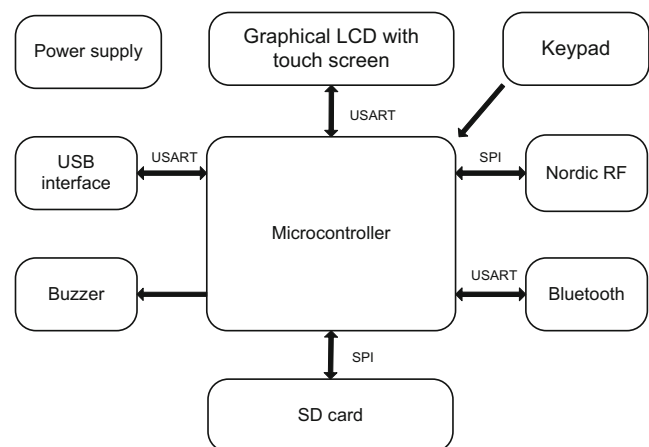 Power supply
Graphical LCD with
touch screen
Keypad
USART
USB
interface
USART
SPI
Nordic RF
Microcontroller
Buzzer
USART
Bluetooth
SPI
SD card